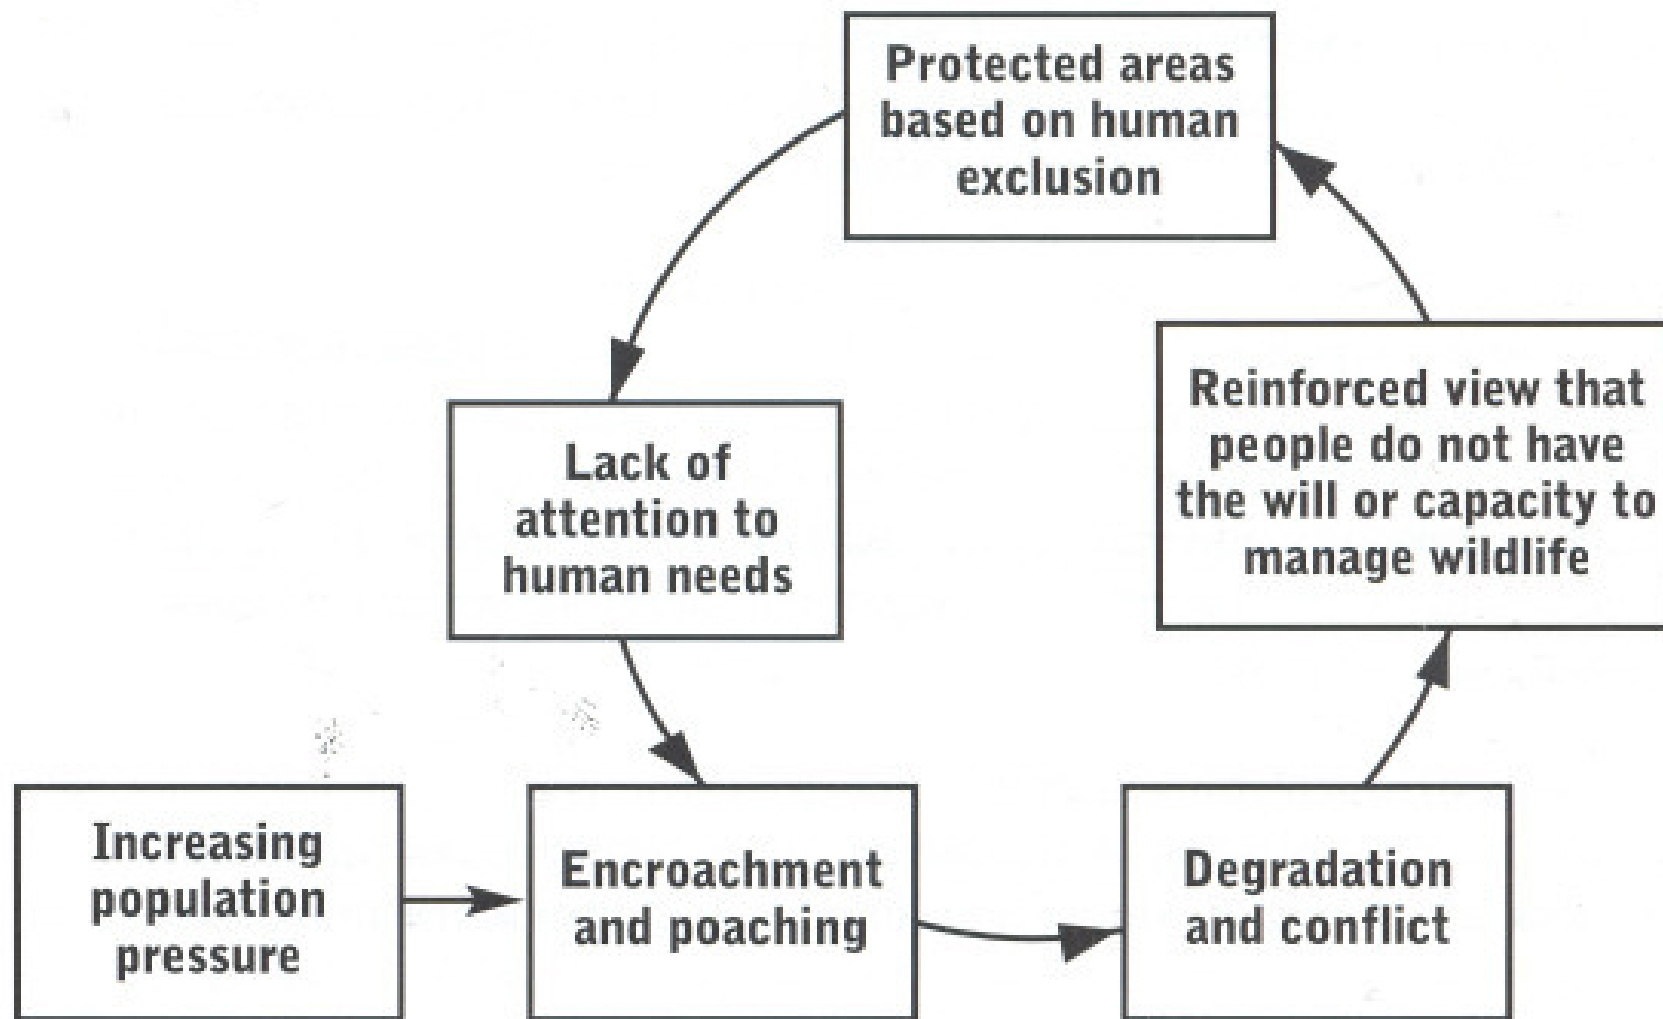 Protected areas
based on human
exclusion
Reinforced view that
people do not have
the will or capacity to
manage wildlife
Lack of
attention to
human needs
Increasing
population
pressure
Encroachment
and poaching
Degradation
and conflict